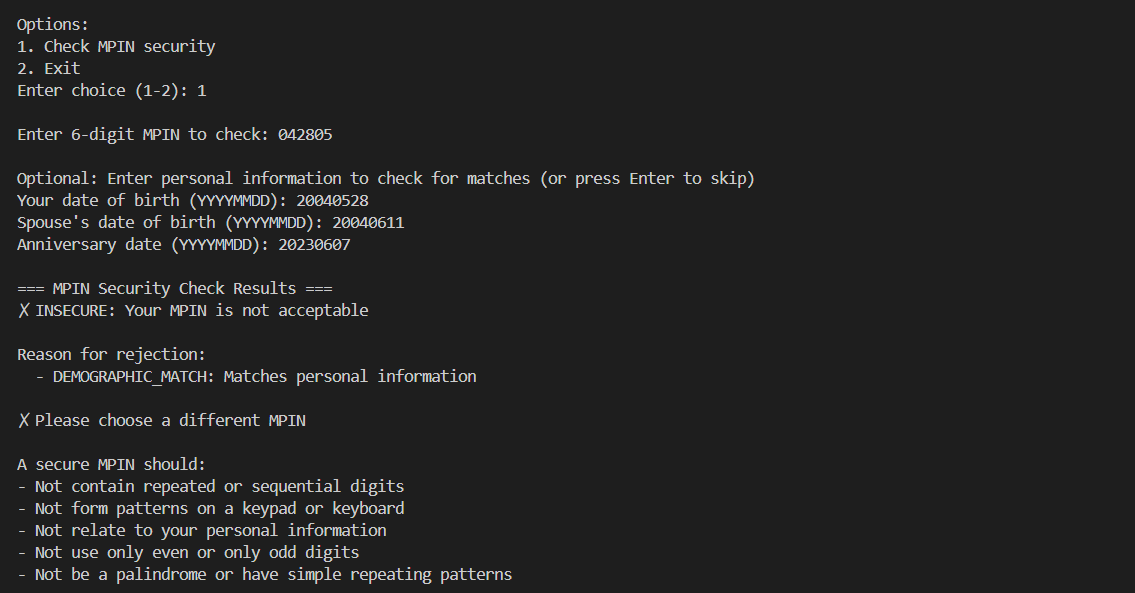 Options:
1. Check MPIN security
2. Exit
Enter choice (1-2): 1
Enter 6-digit MPIN to check: 042805
Optional: Enter personal information to check for matches (or press Enter to skip)
Your date of birth (YYYYMMDD): 20040528
Spouse's date of birth (YYYYMMDD): 20040611
Anniversary date (YYYYMMDD): 20230607
=== MPIN Security Check Results ===
✗ INSECURE: Your MPIN is not acceptable
Reason for rejection:
  - DEMOGRAPHIC_MATCH: Matches personal information
✗ Please choose a different MPIN
A secure MPIN should:
- Not contain repeated or sequential digits
- Not form patterns on a keypad or keyboard
- Not relate to your personal information
- Not use only even or only odd digits
- Not be a palindrome or have simple repeating patterns